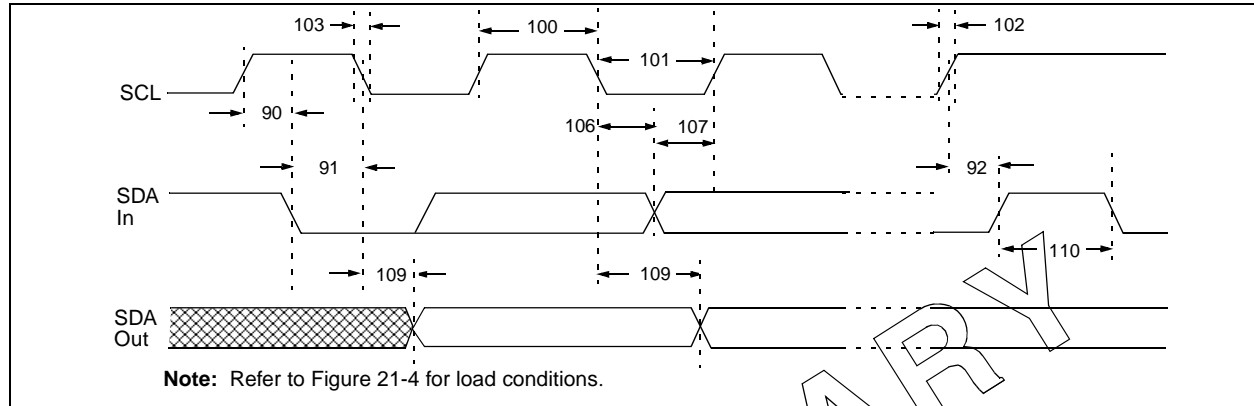 103
100
102
101
SCL
90
106
107
91
92
SDA
In
110
109
109
SDA
Out
Note: Refer to Figure 21-4 for load conditions.
ARY